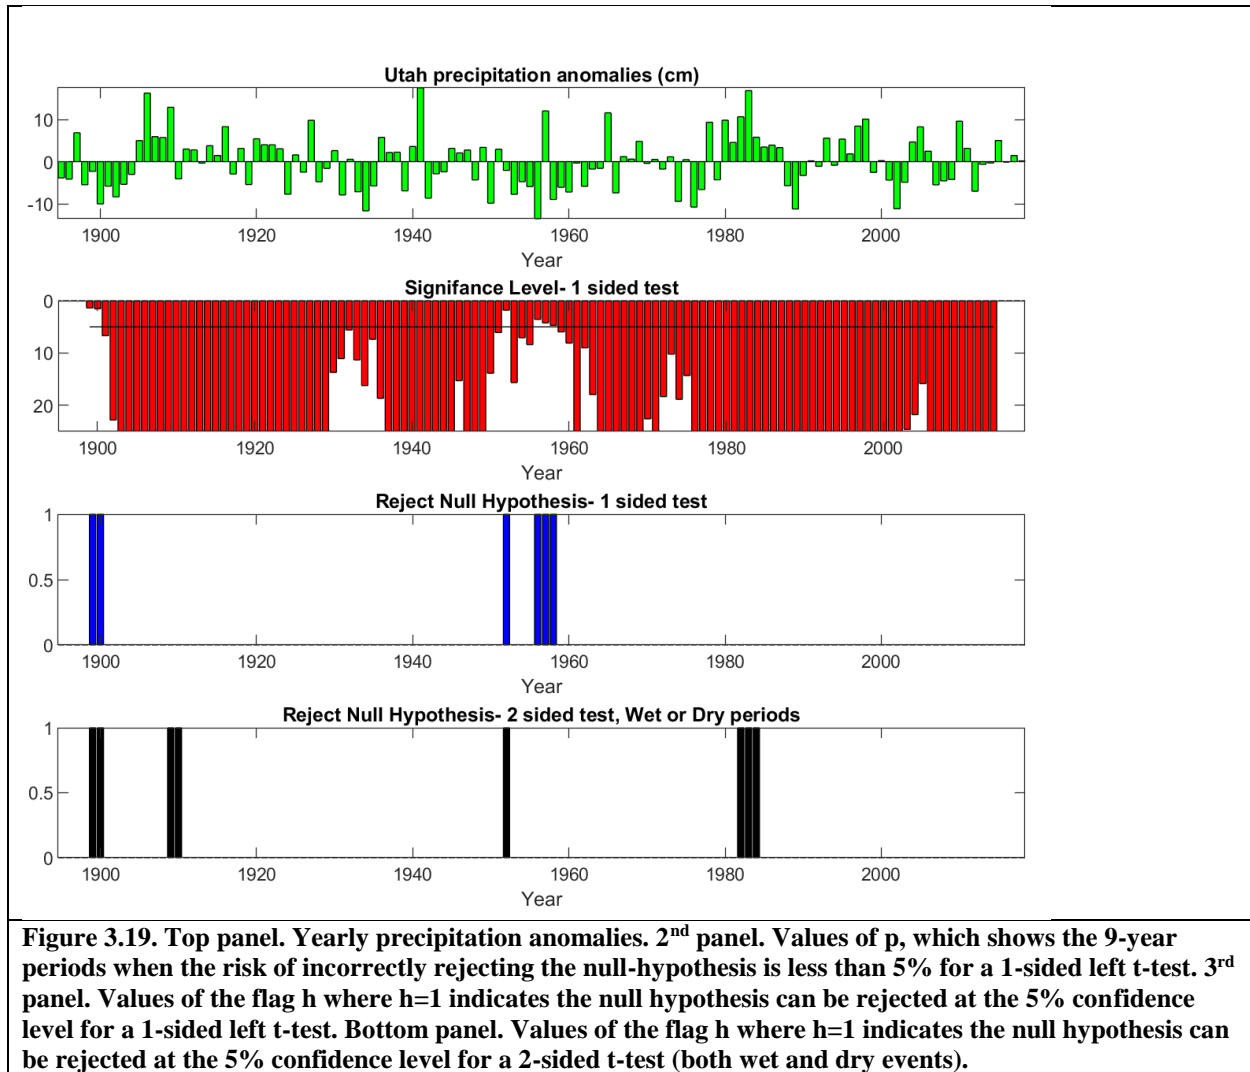 Utah precipitation anomalies (cm)
10
0
-10
1900 1920 1940 1960 1980 2000
Year
Signifance Level- 1 sided test
0
10
20
1900 1920 1940 1960 1980 2000
Year
Reject Null Hypothesis- 1 sided test
1
0.5
0
1900 1920 1940 1960 1980 2000
Year
Reject Null Hypothesis- 2 sided test, Wet or Dry periods
1
0.5
0
1900 1920 1940 1960 1980 2000
Year
Figure 3.19. Top panel. Yearly precipitation anomalies. 2nd panel. Values of p, which shows the 9-year
periods when the risk of incorrectly rejecting the null-hypothesis is less than 5% for a 1-sided left t-test. 3rd
panel. Values of the flag h where h=1 indicates the null hypothesis can be rejected at the 5% confidence
level for a 1-sided left t-test. Bottom panel. Values of the flag h where h=1 indicates the null hypothesis can
be rejected at the 5% confidence level for a 2-sided t-test (both wet and dry events).